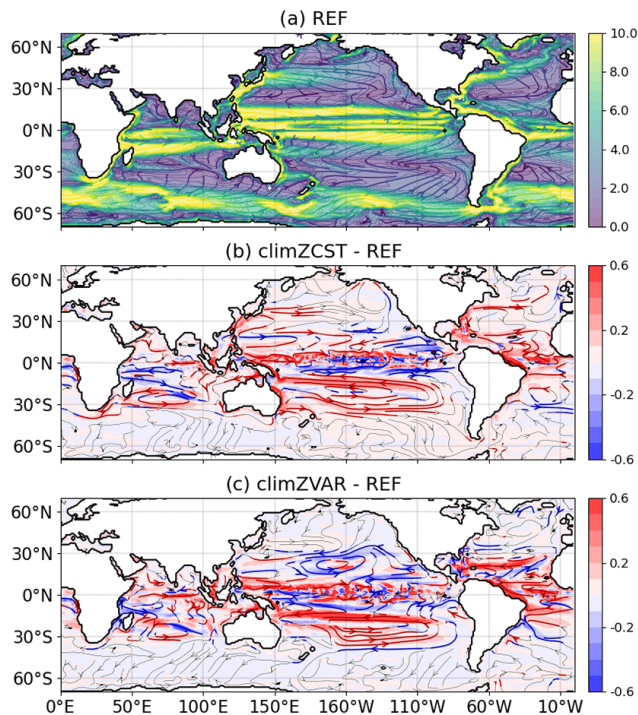 (a) REF
60°N
30°N
0°N
30°S
60°S
10.0
8.0
6.0
4.0
2.0
0.0
(b) climZCST - REF
60°N
30°N
0°N
30°S
60°S
0.6
0.2
-0.2
-0.6
(c) climZVAR - REF
60°N
30°N
0°N
30°S
60°S
0.6
0.2
-0.2
-0.6
0°E 50°E 100°E 150°E 160°W 110°W 60°W 10°W